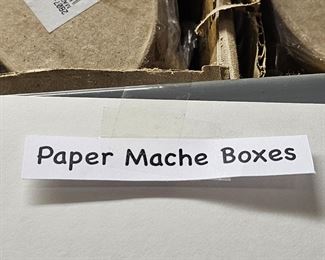 Paper Mache Boxes